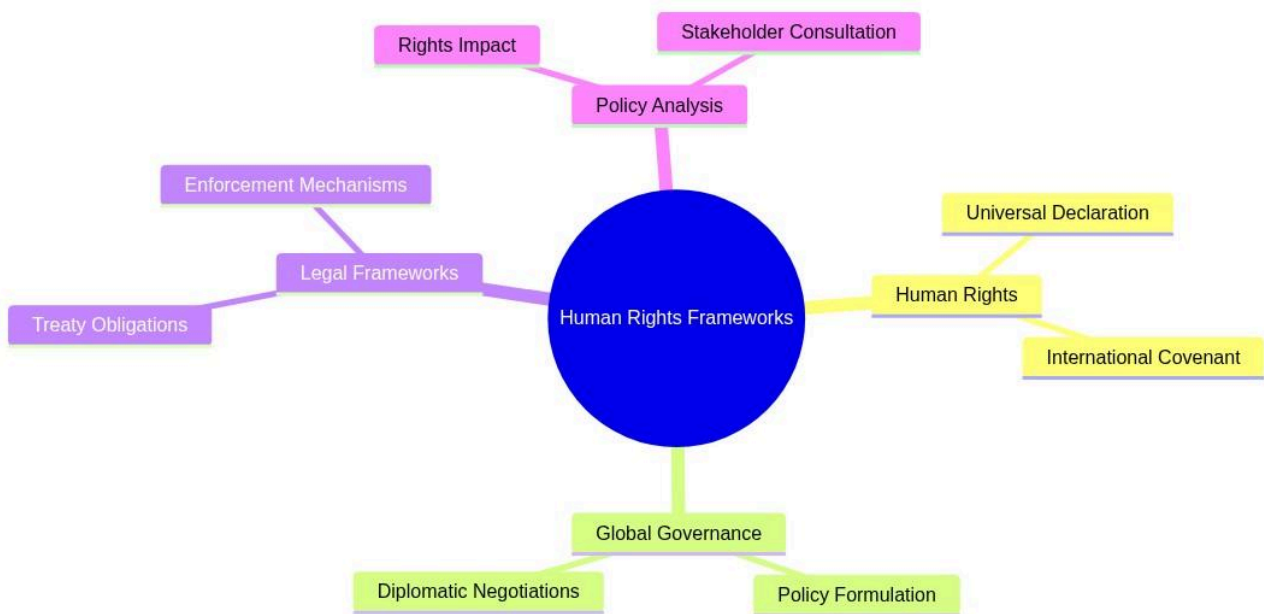 Stakeholder Consultation
Rights Impact
Policy Analysis
Enforcement Mechanisms
Universal Declaration
Legal Frameworks
Human Rights
Human Rights Frameworks
Treaty Obligations
International Covenant
Global Governance
Diplomatic Negotiations
Policy Formulation